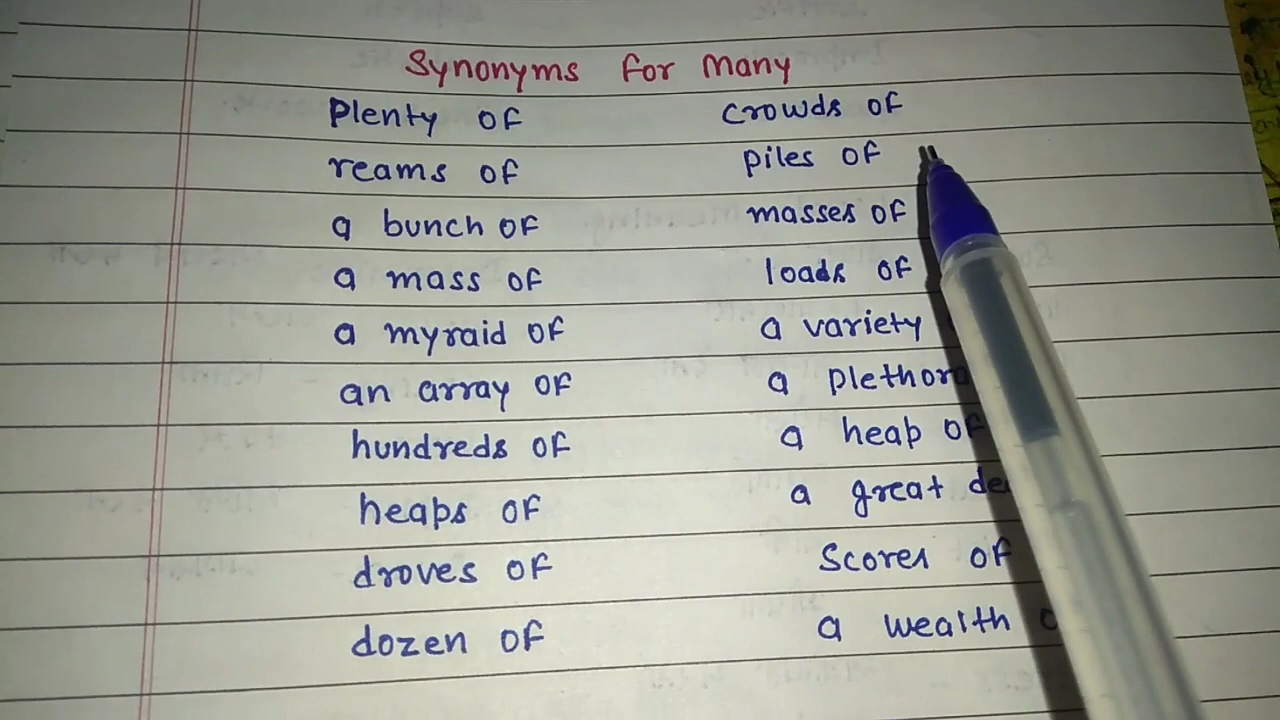 Synonyms for Many
Plenty of
reams of
a bunch of
a mass of
a myraid of
an array of
hundreds of
heaps of
droves of
dozen of
crowds of
piles of
masses of
loads of
a variety
a plethora
a heap of
a great
Scores of
a wealth